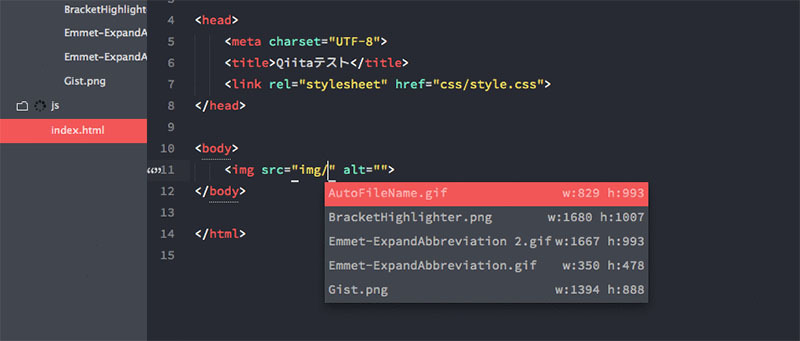 BracketHighlighter
Emmet-ExpandA
Emmet-ExpandA
Gist.png
js
index.html
4 <head>
5 <meta charset="UTF-8">
6 <title>Qiitaテスト</title>
7 <link rel="stylesheet" href="css/style.css">
8 </head>
9
10 <body>
11 <img src="img/" alt="">
12 </body>
13
14 </html>
15
AutoFileName.gif w:829 h:993
BracketHighlighter.png w:1680 h:1007
Emmet-ExpandAbbreviation 2.gif w:1667 h:993
Emmet-ExpandAbbreviation.gif w:350 h:478
Gist.png w:1394 h:888